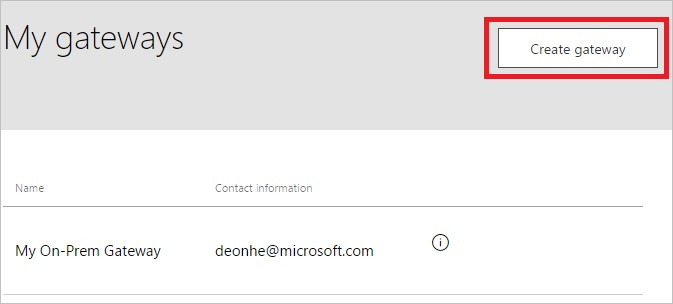 My gateways
Create gateway
Name Contact information
My On-Prem Gateway deonhe@microsoft.com